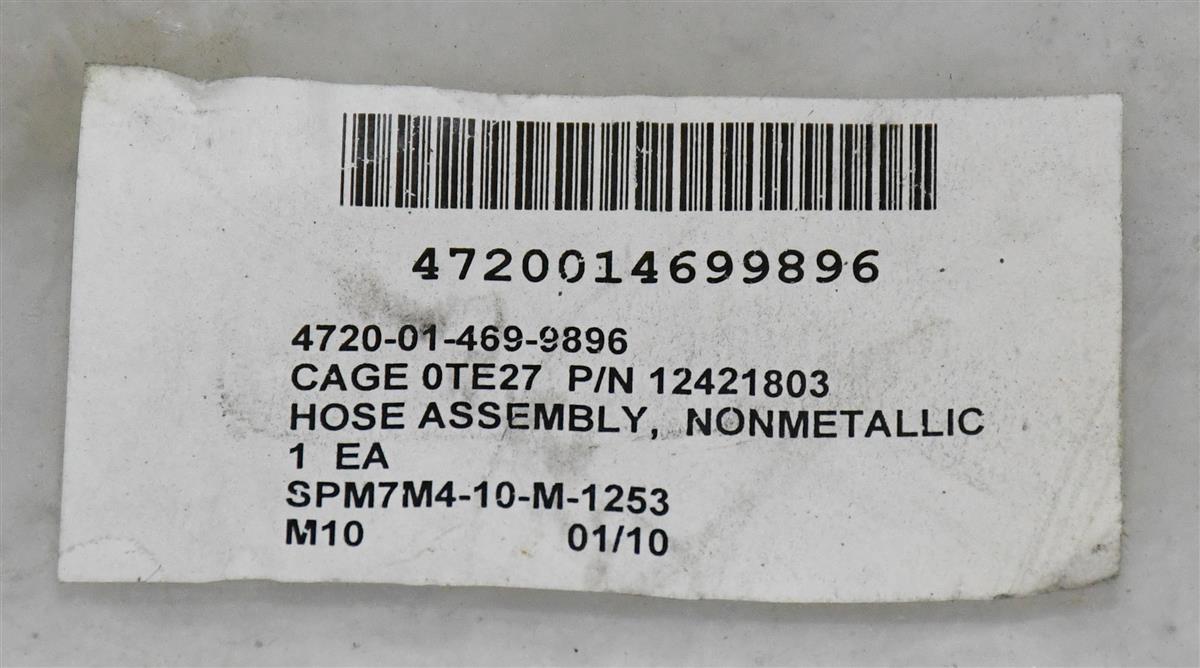 4720014699896
4720-01-469-9896
CAGE 0TE27 P/N 12421803
HOSE ASSEMBLY, NONMETALLIC
1 EA
SPM7M4-10-M-1253
M10 01/10